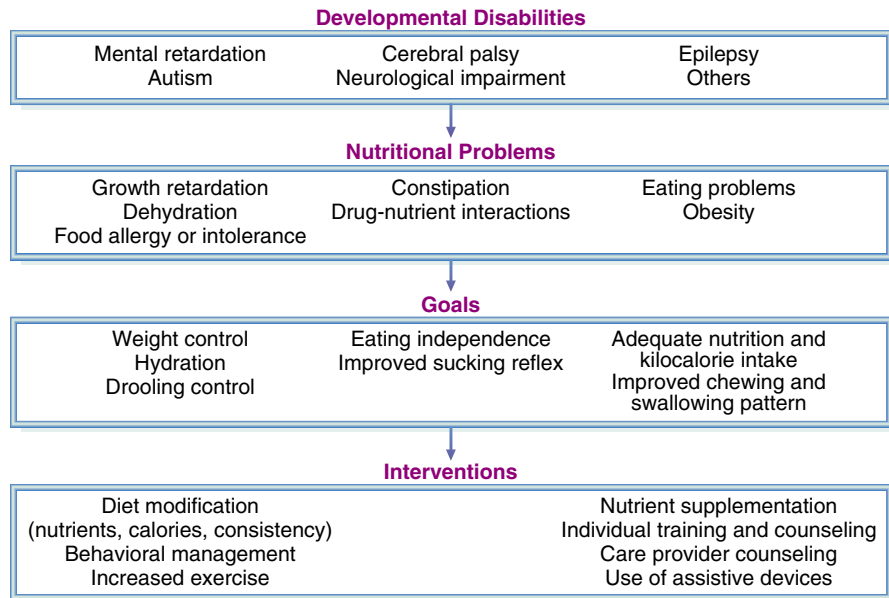 Developmental Disabilities
Mental retardation
Autism
Cerebral palsy
Neurological impairment
Epilepsy
Others
Nutritional Problems
Growth retardation
Dehydration
Food allergy or intolerance
Constipation
Drug-nutrient interactions
Eating problems
Obesity
Goals
Weight control
Hydration
Drooling control
Eating independence
Improved sucking reflex
Adequate nutrition and
kilocalorie intake
Improved chewing and
swallowing pattern
Interventions
Diet modification
(nutrients, calories, consistency)
Behavioral management
Increased exercise
Nutrient supplementation
Individual training and counseling
Care provider counseling
Use of assistive devices